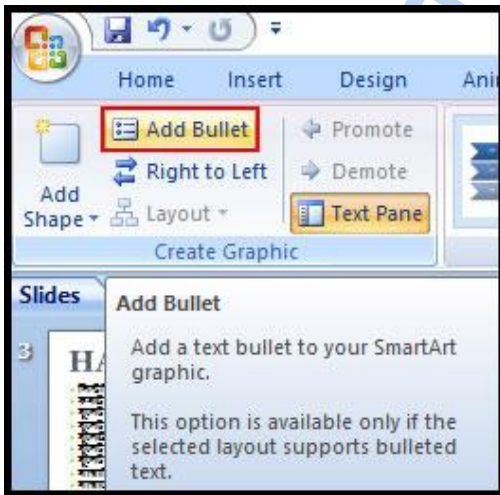 Home Insert Design Ani
Add Bullet Promote
Right to Left Demote
Add
Shape Layout Text Pane
Create Graphic
Slides
Add Bullet
3 HA
Add a text bullet to your SmartArt
graphic.
This option is available only if the
selected layout supports bulleted
text.